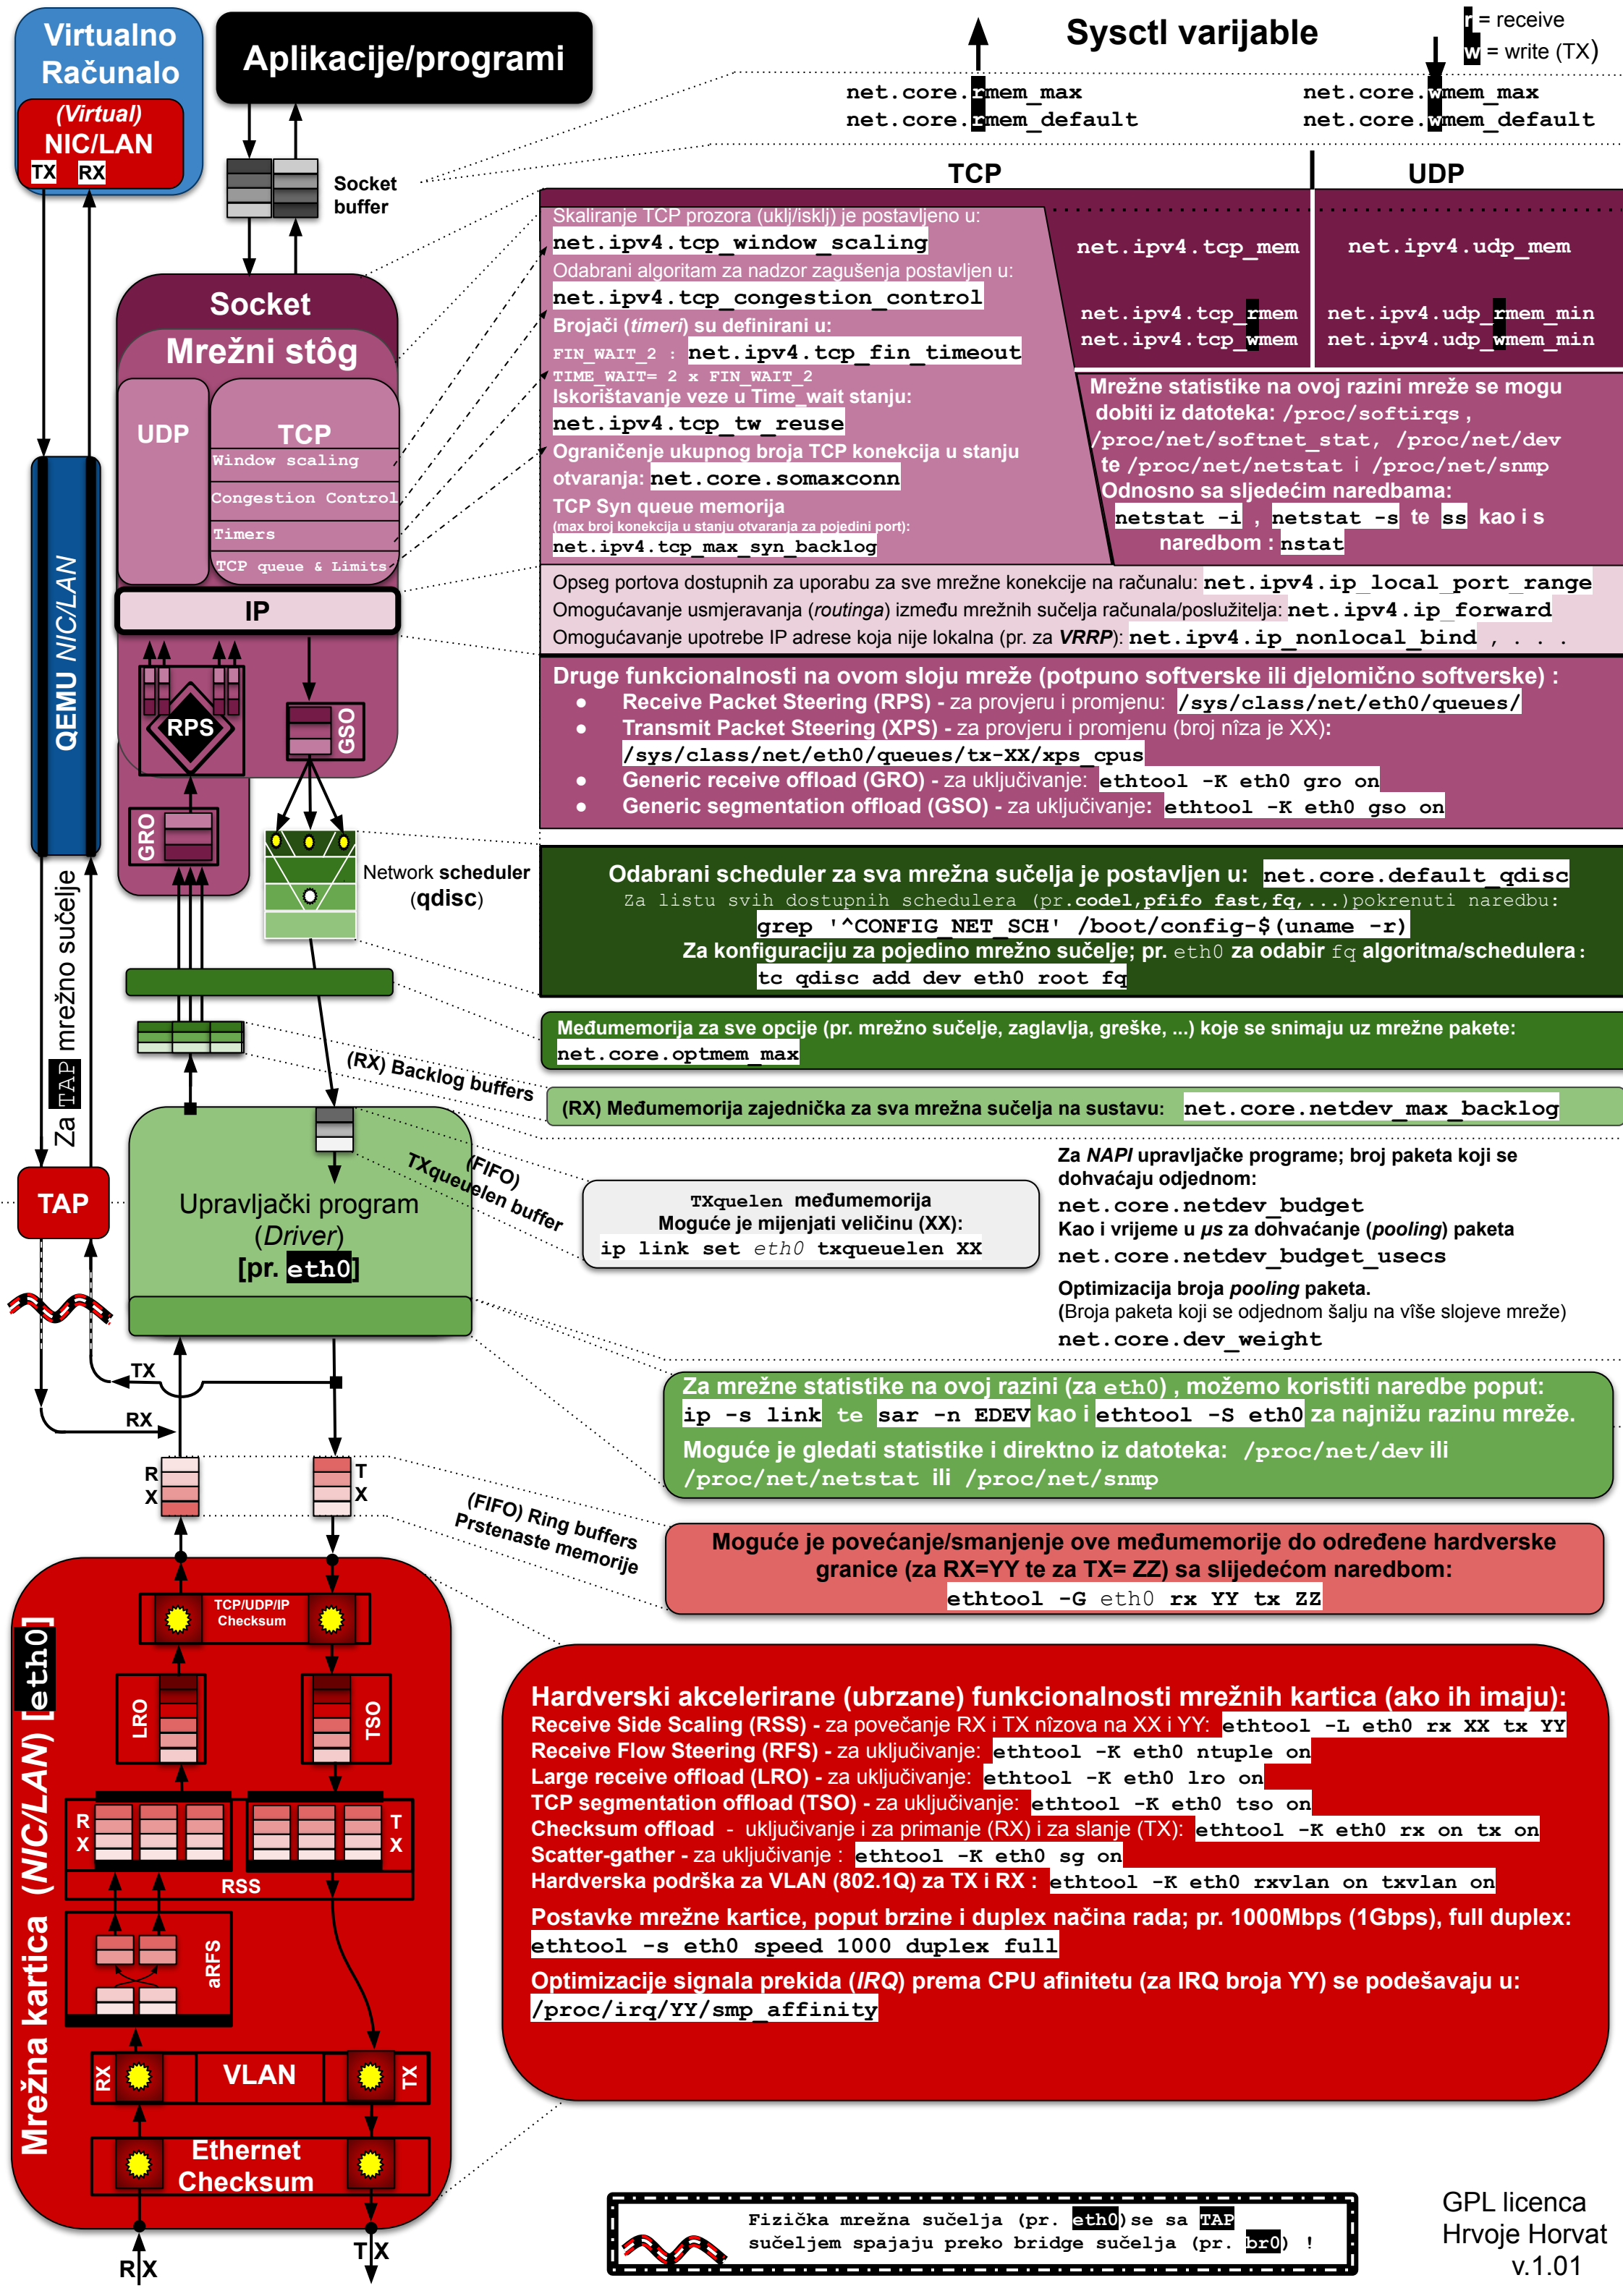 Virtualno
Računalo
(Virtual)
NIC/LAN
TX RX
Aplikacije/programi
Sysctl varijable
r = receive
w = write (TX)
net.core.rmem_max
net.core.rmem_default
net.core.wmem_max
net.core.wmem_default
Socket
buffer
TCP
UDP
Skaliranje TCP prozora (uklj/isklj) je postavljeno u:
net.ipv4.tcp_window_scaling
Odabrani algoritam za nadzor zagušenja postavljen u:
net.ipv4.tcp_congestion_control
Brojači (timeri) su definirani u:
FIN_WAIT_2 : net.ipv4.tcp_fin_timeout
TIME_WAIT= 2 x FIN_WAIT_2
Iskorištavanje veze u Time_wait stanju:
net.ipv4.tcp_tw_reuse
Ograničenje ukupnog broja TCP konekcija u stanju
otvaranja: net.core.somaxconn
TCP Syn queue memorija
(max broj konekcija u stanju otvaranja za pojedini port):
net.ipv4.tcp_max_syn_backlog
net.ipv4.tcp_mem
net.ipv4.tcp_rmem
net.ipv4.tcp_wmem
net.ipv4.udp_mem
net.ipv4.udp_rmem_min
net.ipv4.udp_wmem_min
Mrežne statistike na ovoj razini mreže se mogu
dobiti iz datoteka: /proc/softirqs ,
/proc/net/softnet_stat, /proc/net/dev
te /proc/net/netstat i /proc/net/snmp
Odnosno sa sljedećim naredbama:
netstat -i , netstat -s te ss kao i s
naredbom : nstat
Socket
Mrežni stôg
UDP
TCP
Window scaling
Congestion Control
Timers
TCP queue & Limits
IP
RPS
GSO
GRO
QEMU NIC/LAN
Opseg portova dostupnih za uporabu za sve mrežne konekcije na računalu: net.ipv4.ip_local_port_range
Omogućavanje usmjeravanja (routinga) između mrežnih sučelja računala/poslužitelja: net.ipv4.ip_forward
Omogućavanje upotrebe IP adrese koja nije lokalna (pr. za VRRP): net.ipv4.ip_nonlocal_bind , . . .
Druge funkcionalnosti na ovom sloju mreže (potpuno softverske ili djelomično softverske) :
● Receive Packet Steering (RPS) - za provjeru i promjenu: /sys/class/net/eth0/queues/
● Transmit Packet Steering (XPS) - za provjeru i promjenu (broj nîza je XX):
/sys/class/net/eth0/queues/tx-XX/xps_cpus
● Generic receive offload (GRO) - za uključivanje: ethtool -K eth0 gro on
● Generic segmentation offload (GSO) - za uključivanje: ethtool -K eth0 gso on
Network scheduler
(qdisc)
Odabrani scheduler za sva mrežna sučelja je postavljen u: net.core.default_qdisc
Za listu svih dostupnih schedulera (pr.codel,pfifo fast,fq,...)pokrenuti naredbu:
grep '^CONFIG_NET_SCH' /boot/config-$(uname -r)
Za konfiguraciju za pojedino mrežno sučelje; pr. eth0 za odabir fq algoritma/schedulera:
tc qdisc add dev eth0 root fq
Međumemorija za sve opcije (pr. mrežno sučelje, zaglavlja, greške, ...) koje se snimaju uz mrežne pakete:
net.core.optmem_max
(RX) Backlog buffers
(RX) Međumemorija zajednička za sva mrežna sučelja na sustavu: net.core.netdev_max_backlog
Za TAP mrežno sučelje
TAP
Upravljački program
(Driver)
[pr. eth0]
(FIFO)
TXqueuelen buffer
TXquelen međumemorija
Moguće je mijenjati veličinu (XX):
ip link set eth0 txqueuelen XX
Za NAPI upravljačke programe; broj paketa koji se
dohvaćaju odjednom:
net.core.netdev_budget
Kao i vrijeme u µs za dohvaćanje (pooling) paketa
net.core.netdev_budget_usecs
Optimizacija broja pooling paketa.
(Broja paketa koji se odjednom šalju na vîše slojeve mreže)
net.core.dev_weight
TX
RX
Za mrežne statistike na ovoj razini (za eth0) , možemo koristiti naredbe poput:
ip -s link te sar -n EDEV kao i ethtool -S eth0 za najnižu razinu mreže.
Moguće je gledati statistike i direktno iz datoteka: /proc/net/dev ili
/proc/net/netstat ili /proc/net/snmp
R
X
T
X
(FIFO) Ring buffers
Prstenaste memorije
Moguće je povećanje/smanjenje ove međumemorije do određene hardverske
granice (za RX=YY te za TX= ZZ) sa slijedećom naredbom:
ethtool -G eth0 rx YY tx ZZ
Mrežna kartica (NIC/LAN) [eth0]
TCP/UDP/IP
Checksum
LRO
TSO
R
X
T
X
RSS
aRFS
RX
VLAN
TX
Ethernet
Checksum
RX
TX
Hardverski akcelerirane (ubrzane) funkcionalnosti mrežnih kartica (ako ih imaju):
Receive Side Scaling (RSS) - za povečanje RX i TX nîzova na XX i YY: ethtool -L eth0 rx XX tx YY
Receive Flow Steering (RFS) - za uključivanje: ethtool -K eth0 ntuple on
Large receive offload (LRO) - za uključivanje: ethtool -K eth0 lro on
TCP segmentation offload (TSO) - za uključivanje: ethtool -K eth0 tso on
Checksum offload - uključivanje i za primanje (RX) i za slanje (TX): ethtool -K eth0 rx on tx on
Scatter-gather - za uključivanje : ethtool -K eth0 sg on
Hardverska podrška za VLAN (802.1Q) za TX i RX : ethtool -K eth0 rxvlan on txvlan on
Postavke mrežne kartice, poput brzine i duplex načina rada; pr. 1000Mbps (1Gbps), full duplex:
ethtool -s eth0 speed 1000 duplex full
Optimizacije signala prekida (IRQ) prema CPU afinitetu (za IRQ broja YY) se podešavaju u:
/proc/irq/YY/smp_affinity
Fizička mrežna sučelja (pr. eth0)se sa TAP
sučeljem spajaju preko bridge sučelja (pr. br0) !
GPL licenca
Hrvoje Horvat
v.1.01